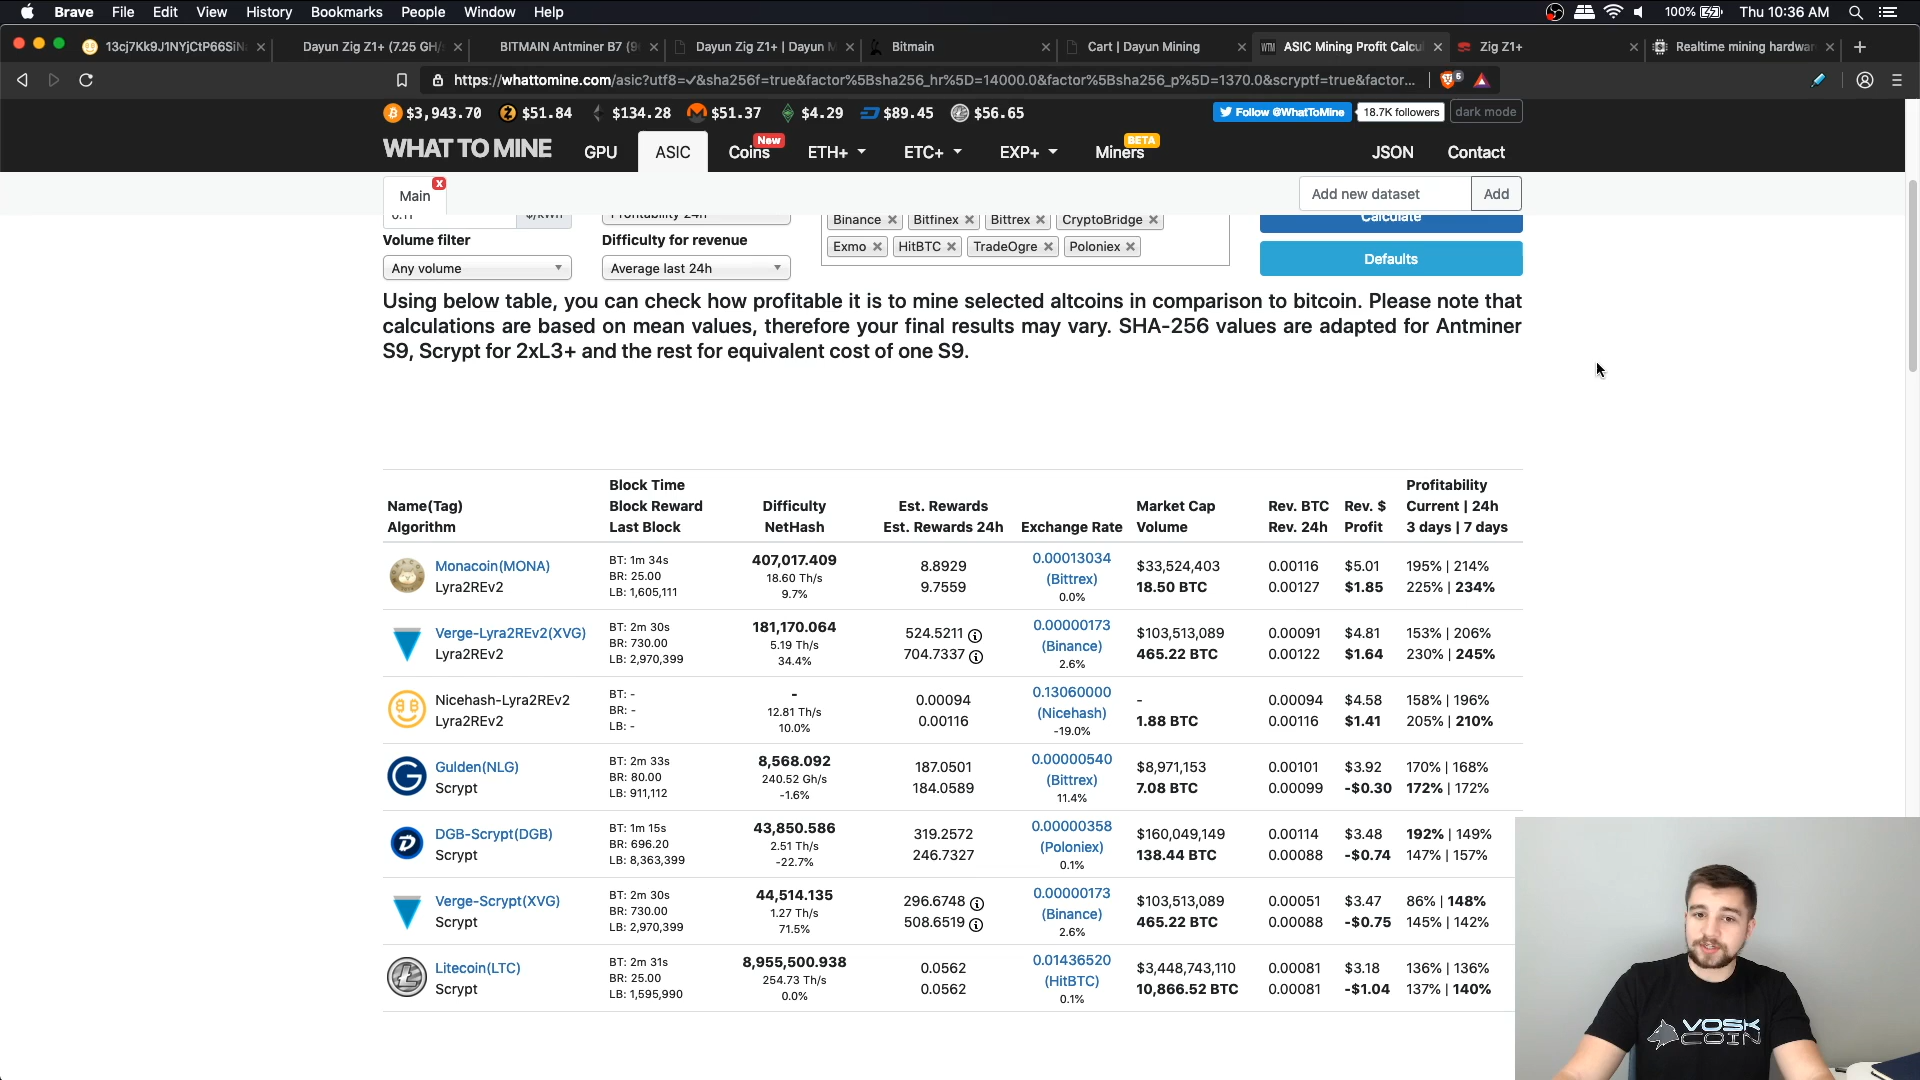 Brave File Edit View History Bookmarks People Window Help 100% Thu 10:36 AM
13cj7Kk9J1NYjCtP66SiN Dayun Zig Z1+ (7.25 GH/ BITMAIN Antminer B7 (9 Dayun Zig Z1+ | Dayun M Bitmain Cart | Dayun Mining ASIC Mining Profit Calcu Zig Z1+ Realtime mining hardwar
https://whattomine.com/asic?utf8=✓&sha256f=true&factor%5Bsha256_hr%5D=14000.0&factor%5Bsha256_p%5D=1370.0&scryptf=true&factor... 5
$3,943.70 $51.84 $134.28 $51.37 $4.29 $89.45 $56.65 Follow @WhatToMine 18.7K followers dark mode
WHAT TO MINE GPU ASIC Coins New ETH+ ETC+ EXP+ Miners BETA JSON Contact
Main x Add new dataset Add
0.11 $/kWh Profitability 24h Binance Bitfinex Bittrex CryptoBridge Calculate
Volume filter Difficulty for revenue Exmo HitBTC TradeOgre Poloniex
Any volume Average last 24h Defaults
Using below table, you can check how profitable it is to mine selected altcoins in comparison to bitcoin. Please note that
calculations are based on mean values, therefore your final results may vary. SHA-256 values are adapted for Antminer
S9, Scrypt for 2xL3+ and the rest for equivalent cost of one S9.
Block Time Profitability
Name(Tag) Block Reward Difficulty Est. Rewards Market Cap Rev. BTC Rev. $ Current | 24h
Algorithm Last Block NetHash Est. Rewards 24h Exchange Rate Volume Rev. 24h Profit 3 days | 7 days
Monacoin(MONA) BT: 1m 34s 407,017.409 8.8929 0.00013034 $33,524,403 0.00116 $5.01 195% | 214%
Lyra2REv2 BR: 25.00 18.60 Th/s 9.7559 (Bittrex) 18.50 BTC 0.00127 $1.85 225% | 234%
LB: 1,605,111 9.7% 0.0%
Verge-Lyra2REv2(XVG) BT: 2m 30s 181,170.064 524.5211 0.00000173 $103,513,089 0.00091 $4.81 153% | 206%
Lyra2REv2 BR: 730.00 5.19 Th/s 704.7337 (Binance) 465.22 BTC 0.00122 $1.64 230% | 245%
LB: 2,970,399 34.4% 2.6%
Nicehash-Lyra2REv2 BT: - - 0.00094 0.13060000 - 0.00094 $4.58 158% | 196%
Lyra2REv2 BR: - 12.81 Th/s 0.00116 (Nicehash) 1.88 BTC 0.00116 $1.41 205% | 210%
LB: - 10.0% -19.0%
Gulden(NLG) BT: 2m 33s 8,568.092 187.0501 0.00000540 $8,971,153 0.00101 $3.92 170% | 168%
Scrypt BR: 80.00 240.52 Gh/s 184.0589 (Bittrex) 7.08 BTC 0.00099 -$0.30 172% | 172%
LB: 911,112 -1.6% 11.4%
DGB-Scrypt(DGB) BT: 1m 15s 43,850.586 319.2572 0.00000358 $160,049,149 0.00114 $3.48 192% | 149%
Scrypt BR: 696.20 2.51 Th/s 246.7327 (Poloniex) 138.44 BTC 0.00088 -$0.74 147% | 157%
LB: 8,363,399 -22.7% 0.1%
Verge-Scrypt(XVG) BT: 2m 30s 44,514.135 296.6748 0.00000173 $103,513,089 0.00051 $3.47 86% | 148%
Scrypt BR: 730.00 1.27 Th/s 508.6519 (Binance) 465.22 BTC 0.00088 -$0.75 145% | 142%
LB: 2,970,399 71.5% 2.6%
Litecoin(LTC) BT: 2m 31s 8,955,500.938 0.0562 0.01436520 $3,448,743,110 0.00081 $3.18 136% | 136%
Scrypt BR: 25.00 254.73 Th/s 0.0562 (HitBTC) 10,866.52 BTC 0.00081 -$1.04 137% | 140%
LB: 1,595,990 0.0% 0.1%
VOSK
COIN